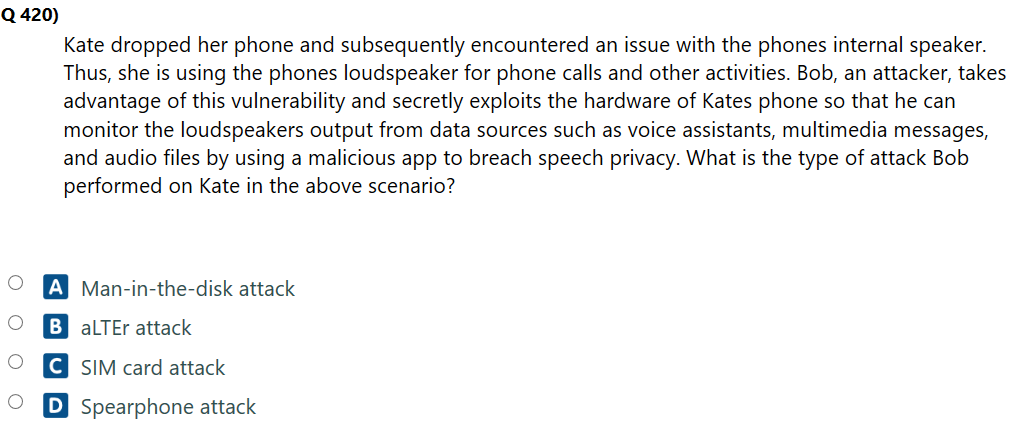 Q 420)
Kate dropped her phone and subsequently encountered an issue with the phones internal speaker.
Thus, she is using the phones loudspeaker for phone calls and other activities. Bob, an attacker, takes
advantage of this vulnerability and secretly exploits the hardware of Kates phone so that he can
monitor the loudspeakers output from data sources such as voice assistants, multimedia messages,
and audio files by using a malicious app to breach speech privacy. What is the type of attack Bob
performed on Kate in the above scenario?
A Man-in-the-disk attack
B aLTEr attack
C SIM card attack
D Spearphone attack